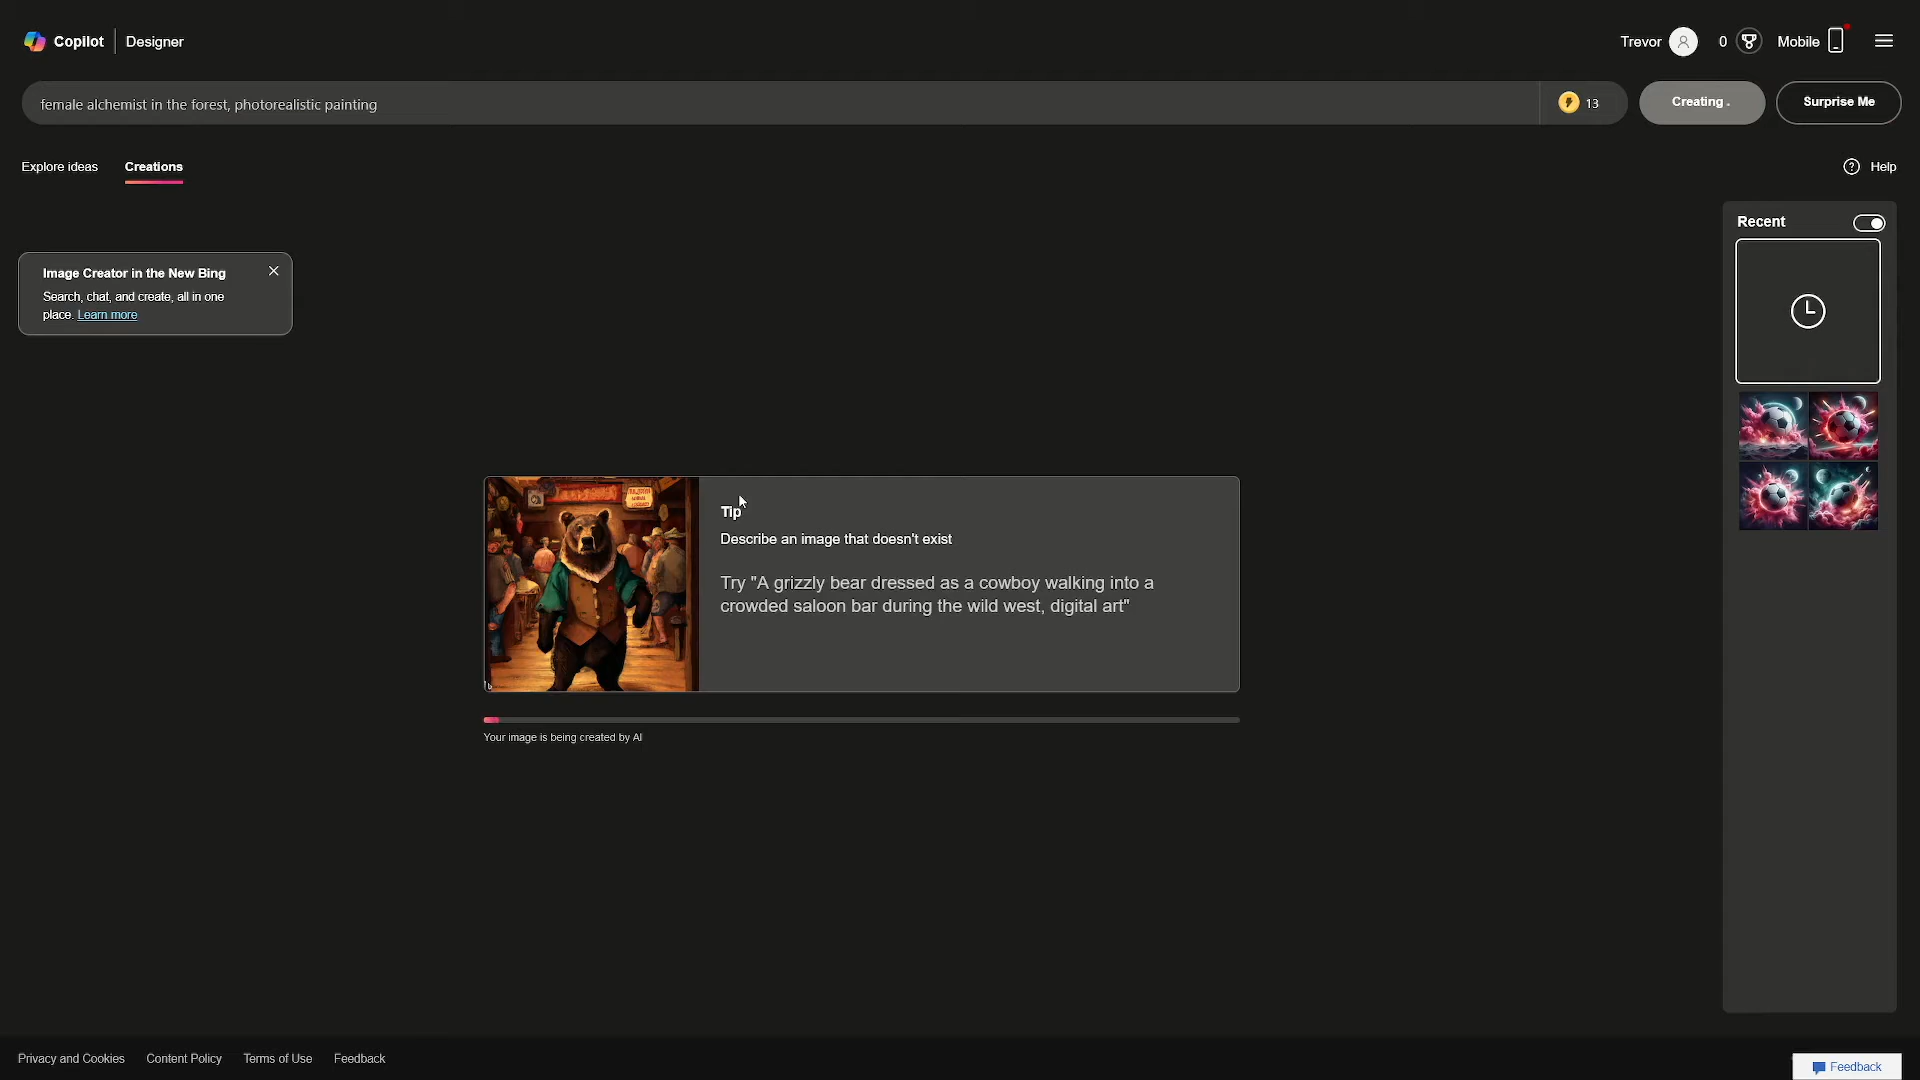 Copilot
Designer
Trevor
0
Mobile
female alchemist in the forest, photorealistic painting
13
Creating .
Surprise Me
Explore ideas
Creations
Help
Image Creator in the New Bing
Search, chat, and create, all in one
place. Learn more
Recent
Tip
Describe an image that doesn't exist
Try "A grizzly bear dressed as a cowboy walking into a
crowded saloon bar during the wild west, digital art"
Your image is being created by AI
Privacy and Cookies
Content Policy
Terms of Use
Feedback
Feedback